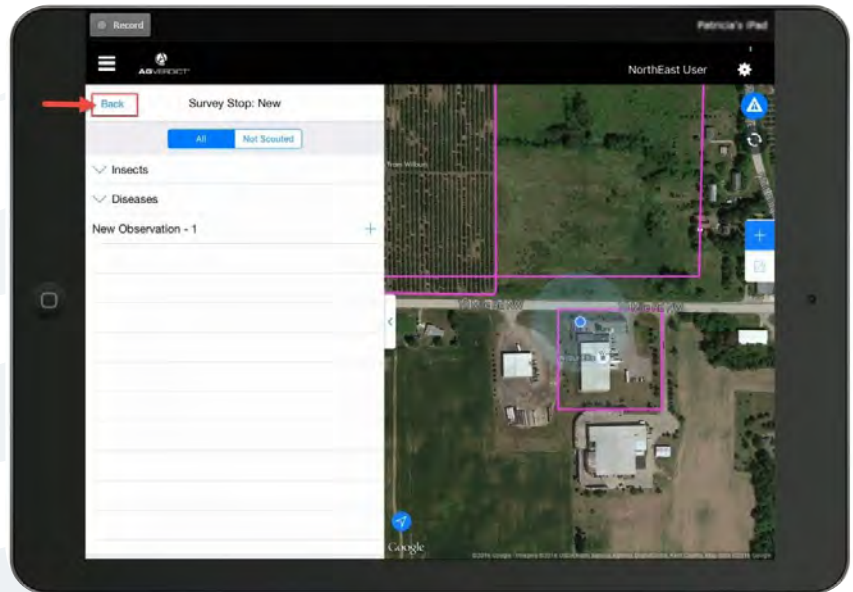 Record
Patricia's iPad
AGVERDICT
NorthEast User
Back
Survey Stop: New
All
Not Scouted
Insects
Diseases
New Observation - 1
Google